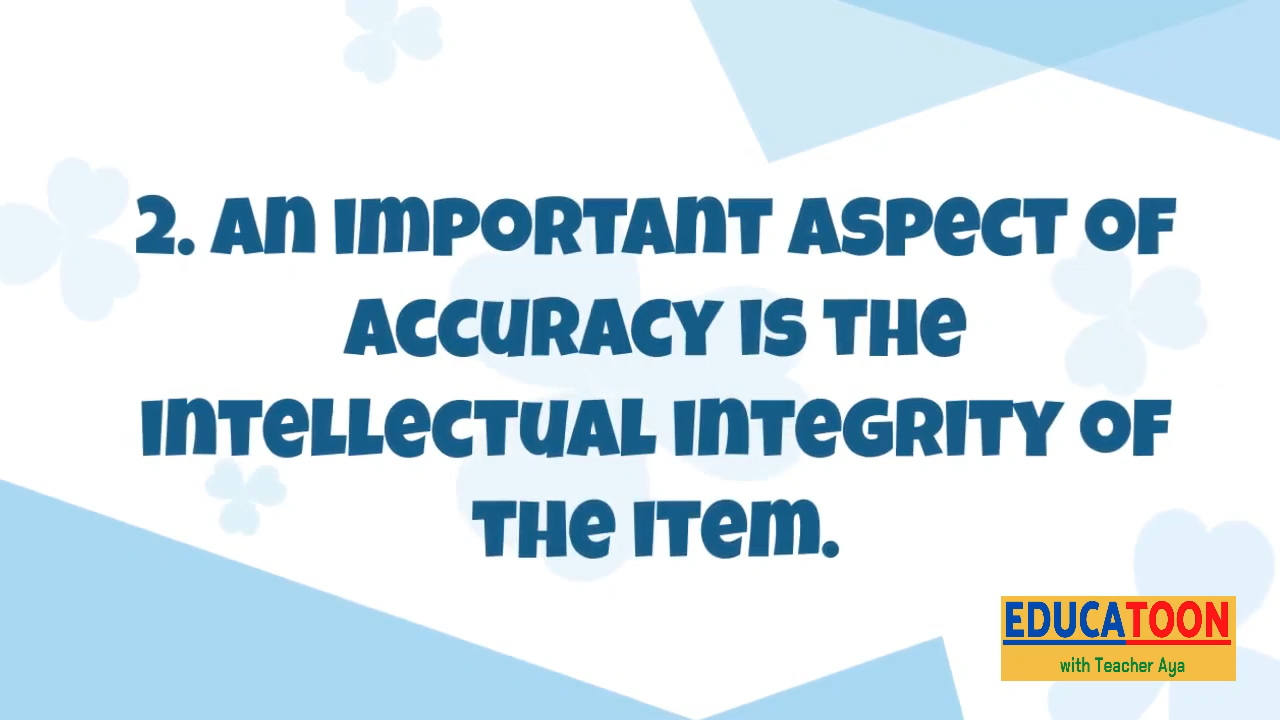 2. An important aspect of
accuracy is the
intellectual integrity of
the item.
EDUCATOON
with Teacher Aya